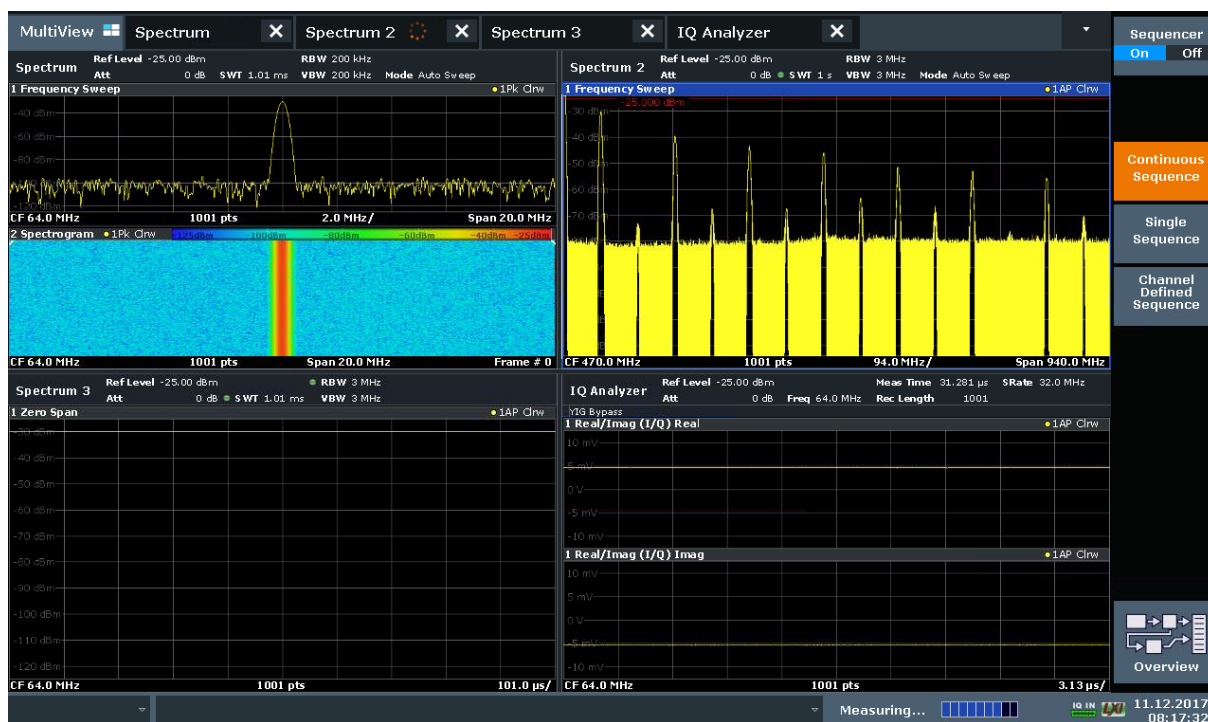 MultiView Spectrum Spectrum 2 Spectrum 3 IQ Analyzer
Sequencer
On Off
Continuous
Sequence
Single
Sequence
Channel
Defined
Sequence
Overview
Spectrum Ref Level -25.00 dBm RBW 200 kHz
Att 0 dB SWT 1.01 ms VBW 200 kHz Mode Auto Sweep
1 Frequency Sweep 1Pk Clrw
-40 dBm
-60 dBm
-80 dBm
-120 dBm
CF 64.0 MHz 1001 pts 2.0 MHz/ Span 20.0 MHz
2 Spectrogram 1Pk Clrw -125dBm -100dBm -80dBm -60dBm -40dBm -25dBm
CF 64.0 MHz 1001 pts Span 20.0 MHz Frame # 0
Spectrum 2 Ref Level -25.00 dBm RBW 3 MHz
Att 0 dB SWT 1 s VBW 3 MHz Mode Auto Sweep
1 Frequency Sweep 1AP Clrw
-25.000 dBm
-30 dBm
-40 dBm
-50 dBm
-60 dBm
-70 dBm
CF 470.0 MHz 1001 pts 94.0 MHz/ Span 940.0 MHz
Spectrum 3 Ref Level -25.00 dBm RBW 3 MHz
Att 0 dB SWT 1.01 ms VBW 3 MHz
1 Zero Span 1AP Clrw
-30 dBm
-40 dBm
-50 dBm
-60 dBm
-70 dBm
-80 dBm
-90 dBm
-100 dBm
-110 dBm
-120 dBm
CF 64.0 MHz 1001 pts 101.0 µs/
IQ Analyzer Ref Level -25.00 dBm Meas Time 31.281 µs SRate 32.0 MHz
Att 0 dB Freq 64.0 MHz Rec Length 1001
YIG Bypass
1 Real/Imag (I/Q) Real 1AP Clrw
10 mV
5 mV
0 V
-5 mV
-10 mV
1 Real/Imag (I/Q) Imag 1AP Clrw
10 mV
5 mV
0 V
-5 mV
-10 mV
CF 64.0 MHz 1001 pts 3.13 µs/
Measuring... IQ IN LXI 11.12.2017
08:17:32